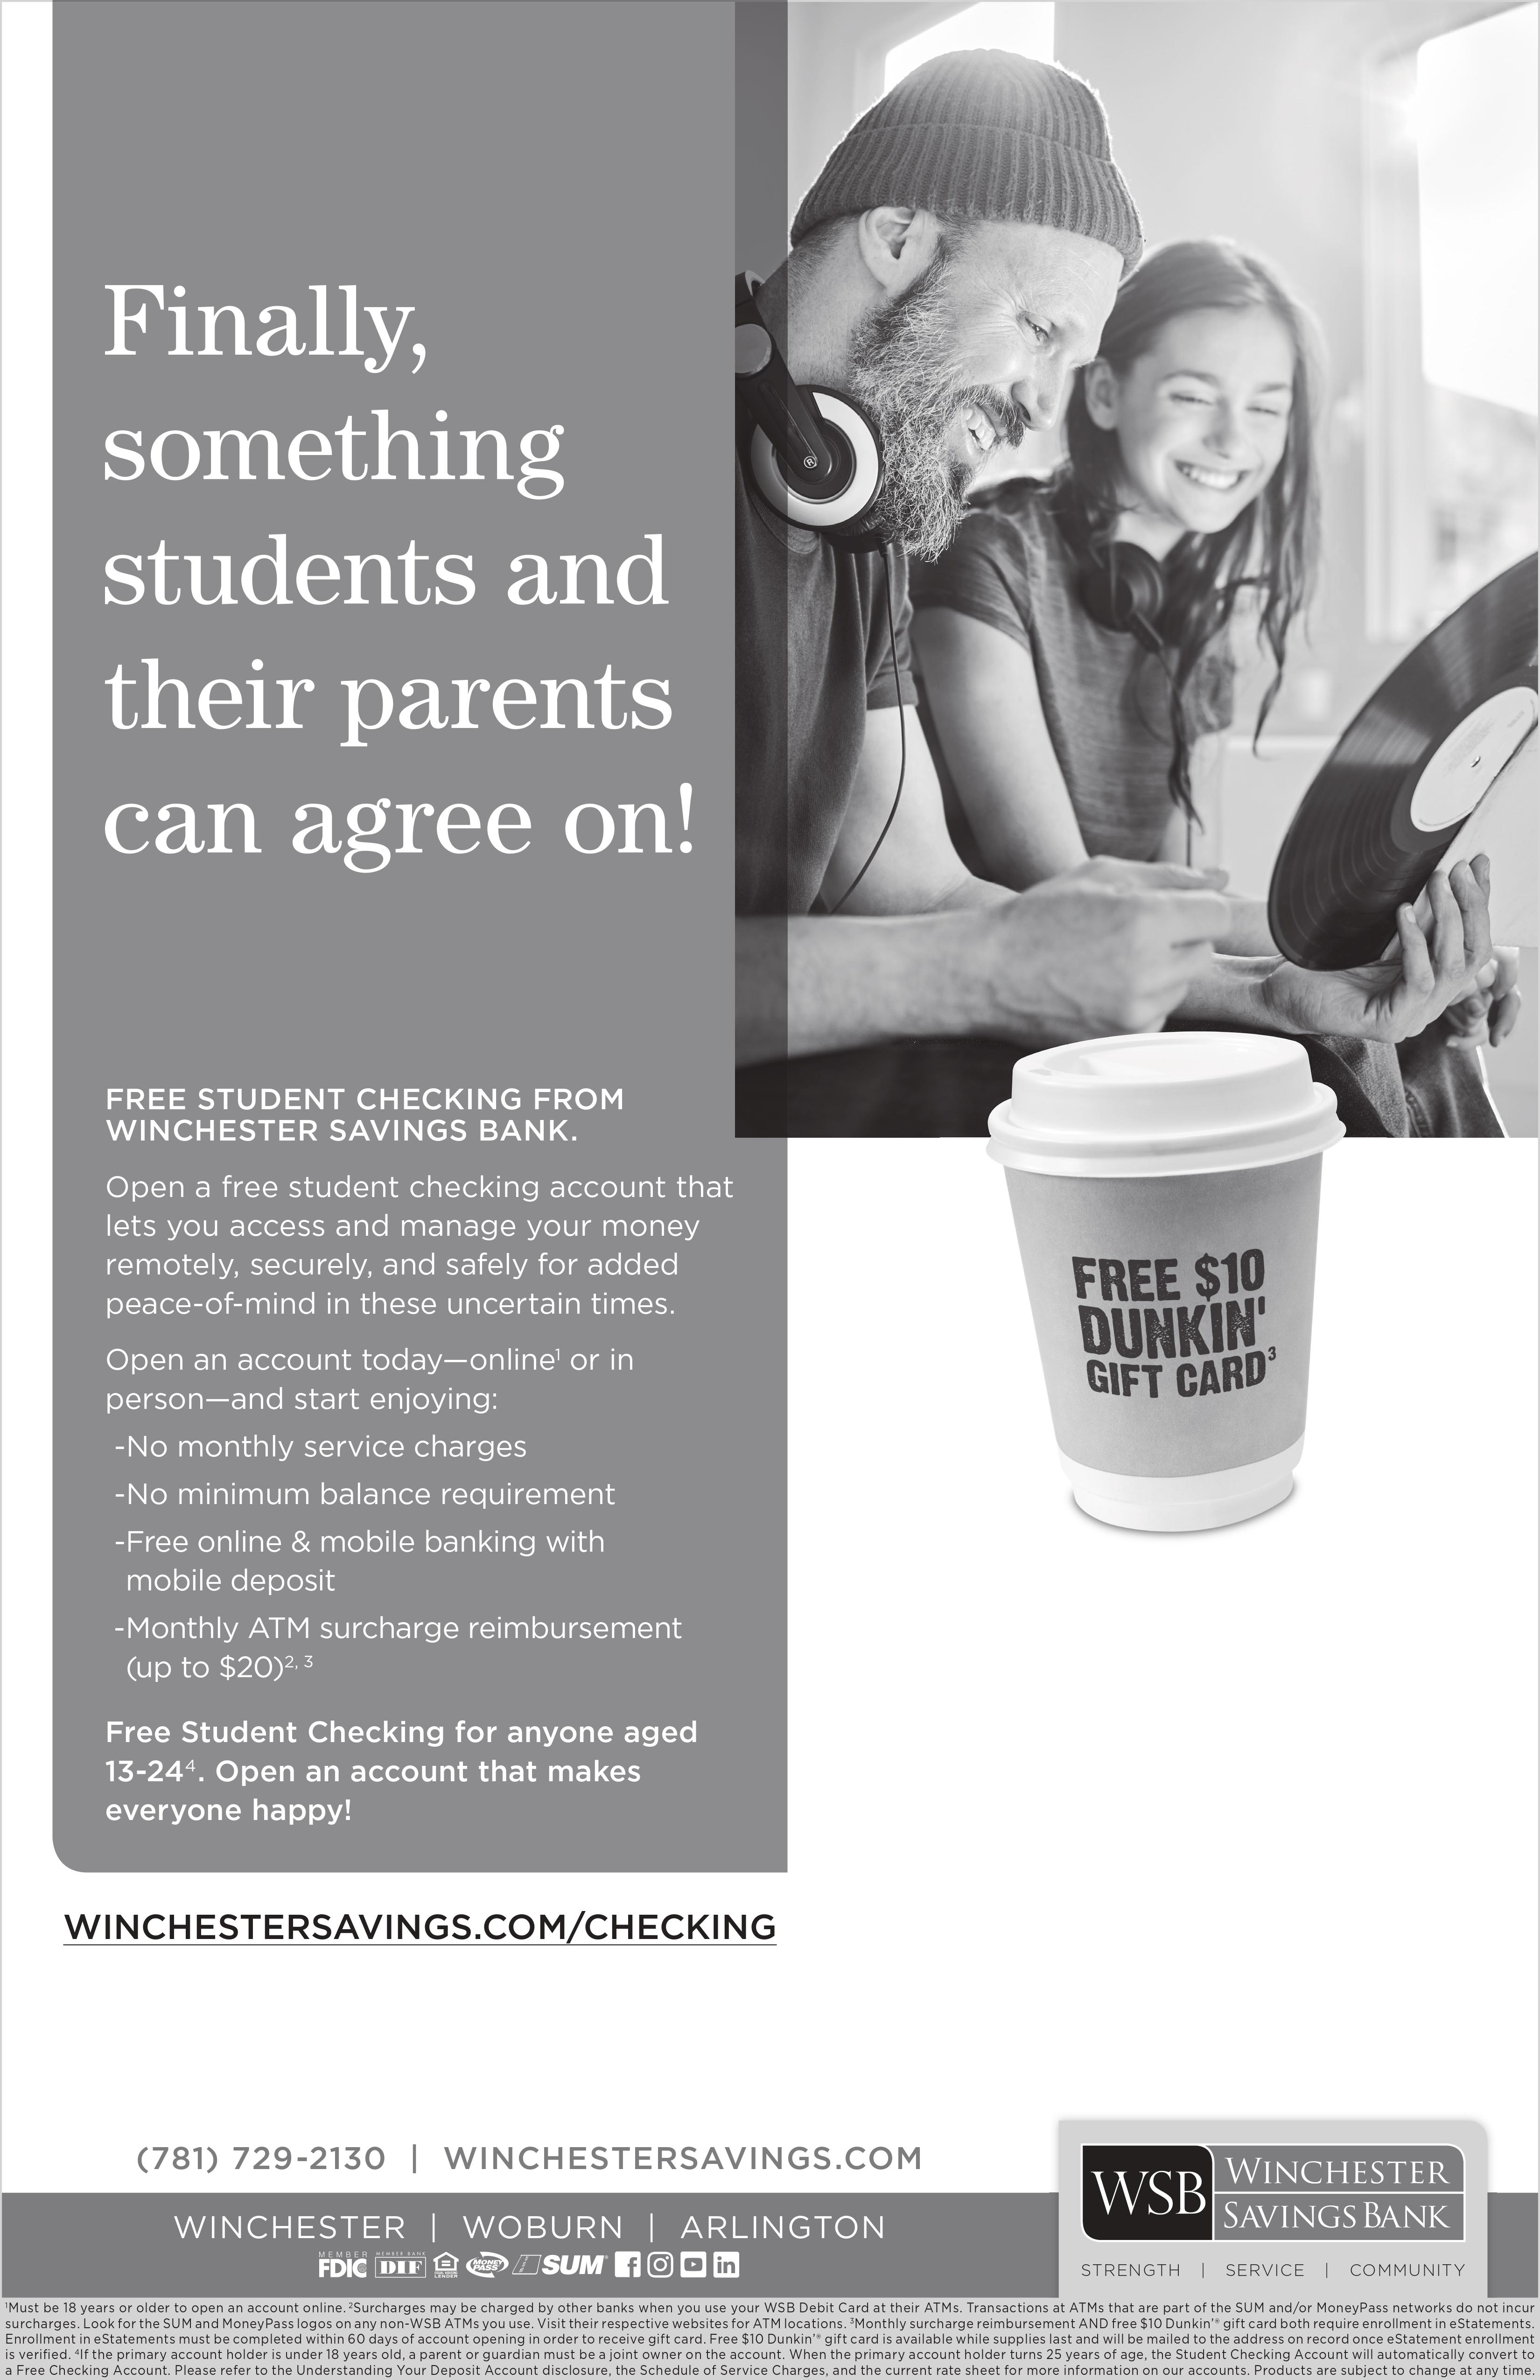 Finally,
something
students and
their parents
can agree on!
FREE STUDENT CHECKING FROM
WINCHESTER SAVINGS BANK.
Open a free student checking account that
lets you access and manage your money
remotely, securely, and safely for added
peace-of-mind in these uncertain times.
Open an account today—online¹ or in
person—and start enjoying:
-No monthly service charges
-No minimum balance requirement
-Free online & mobile banking with
mobile deposit
-Monthly ATM surcharge reimbursement
(up to $20)²,³
Free Student Checking for anyone aged
13-24⁴. Open an account that makes
everyone happy!
FREE $10
DUNKIN'
GIFT CARD³
WINCHESTERSAVINGS.COM/CHECKING
(781) 729-2130 | WINCHESTERSAVINGS.COM
WINCHESTER | WOBURN | ARLINGTON
MEMBER
FDIC
MEMBER BANK
DIF
MONEY
PASS
SUM®
WSB
WINCHESTER
SAVINGS BANK
STRENGTH | SERVICE | COMMUNITY
¹Must be 18 years or older to open an account online. ²Surcharges may be charged by other banks when you use your WSB Debit Card at their ATMs. Transactions at ATMs that are part of the SUM and/or MoneyPass networks do not incur
surcharges. Look for the SUM and MoneyPass logos on any non-WSB ATMs you use. Visit their respective websites for ATM locations. ³Monthly surcharge reimbursement AND free $10 Dunkin'® gift card both require enrollment in eStatements.
Enrollment in eStatements must be completed within 60 days of account opening in order to receive gift card. Free $10 Dunkin'® gift card is available while supplies last and will be mailed to the address on record once eStatement enrollment
is verified. ⁴If the primary account holder is under 18 years old, a parent or guardian must be a joint owner on the account. When the primary account holder turns 25 years of age, the Student Checking Account will automatically convert to
a Free Checking Account. Please refer to the Understanding Your Deposit Account disclosure, the Schedule of Service Charges, and the current rate sheet for more information on our accounts. Products are subject to change at any time